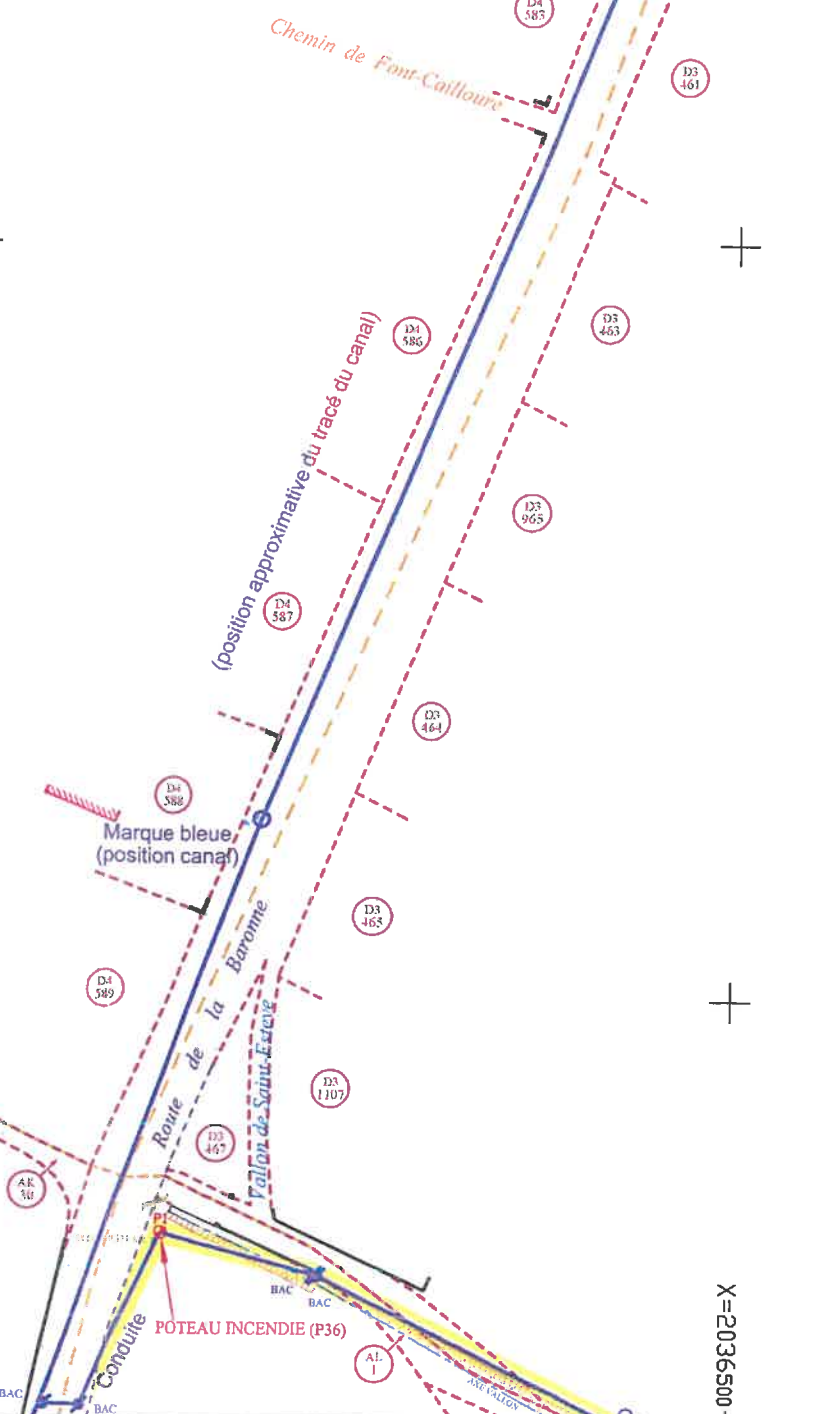 D4
583
Chemin de Font-Cailloure
D3
461
D4
586
D3
463
(position approximative du tracé du canal)
D3
965
D4
587
D3
464
D4
588
Marque bleue
(position canal)
D3
465
D4
589
Route de la Baronne
Vallon de Saint-Estève
D3
1107
D3
467
AK
P1
BAC
BAC
POTEAU INCENDIE (P36)
Conduite
AL
1
AXE VALLON
BAC
BAC
X=2036500